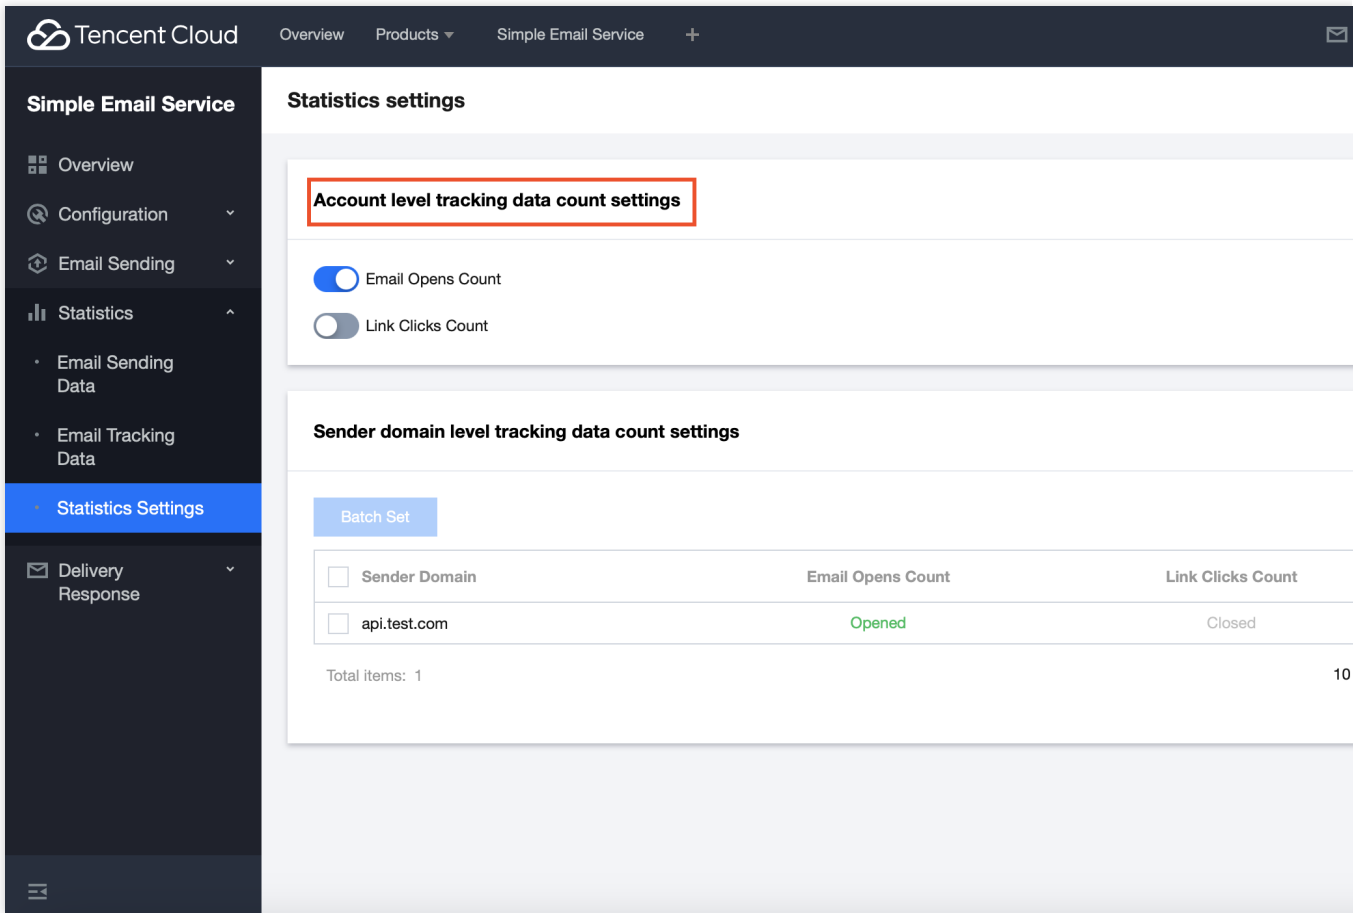 Tencent Cloud
Overview
Products
Simple Email Service
Simple Email Service
Overview
Configuration
Email Sending
Statistics
Email Sending
Data
Email Tracking
Data
Statistics Settings
Delivery
Response
Statistics settings
Account level tracking data count settings
Email Opens Count
Link Clicks Count
Sender domain level tracking data count settings
Batch Set
Sender Domain Email Opens Count Link Clicks Count
api.test.com Opened Closed
Total items: 1
10